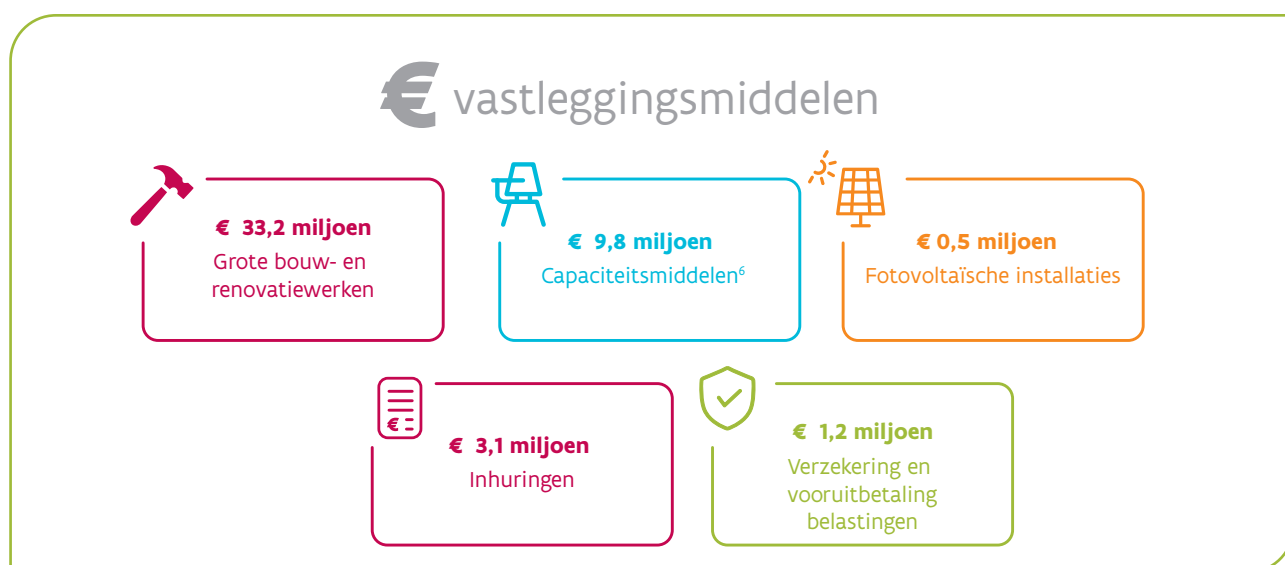 € vastleggingsmiddelen
€ 33,2 miljoen
Grote bouw- en
renovatiewerken
€ 9,8 miljoen
Capaciteitsmiddelen⁶
€ 0,5 miljoen
Fotovoltaïsche installaties
€
€ 3,1 miljoen
Inhuringen
€ 1,2 miljoen
Verzekering en
vooruitbetaling
belastingen